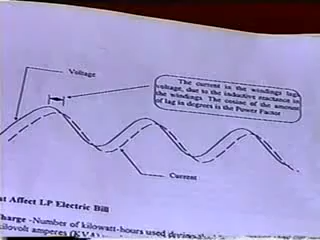 Voltage
The current in the windings lag
voltage, due to the inductive reactance in
the windings. The cosine of the amount
of lag in degrees is the Power Factor
Current
at Affect LP Electric Bill
harge -Number of kilowatt-hours used
kilovolt amperes